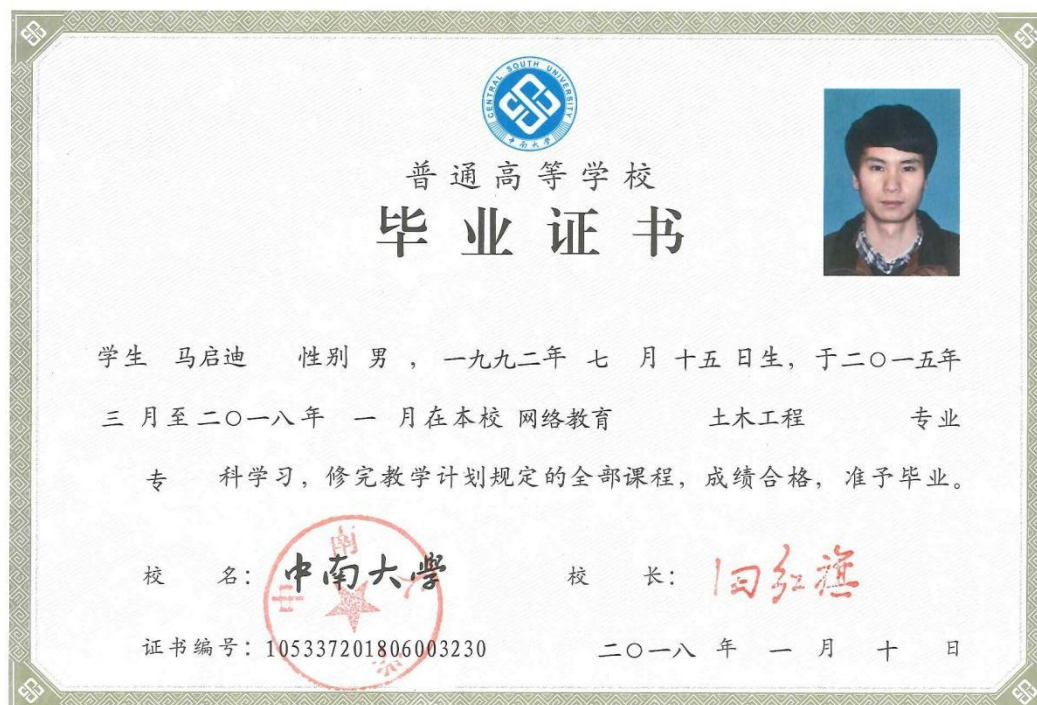 CENTRAL SOUTH UNIVERSITY
中南大学
普通高等学校
毕业证书
学生 马启迪 性别 男 ，一九九二年 七 月 十五 日生，于二〇一五年
三 月至二〇一八年 一 月在本校 网络教育 土木工程 专业
专 科学习，修完教学计划规定的全部课程，成绩合格，准予毕业。
校 名：中南大學 校 长：田红旗
证书编号：105337201806003230 二〇一八 年 一 月 十 日
中南大学